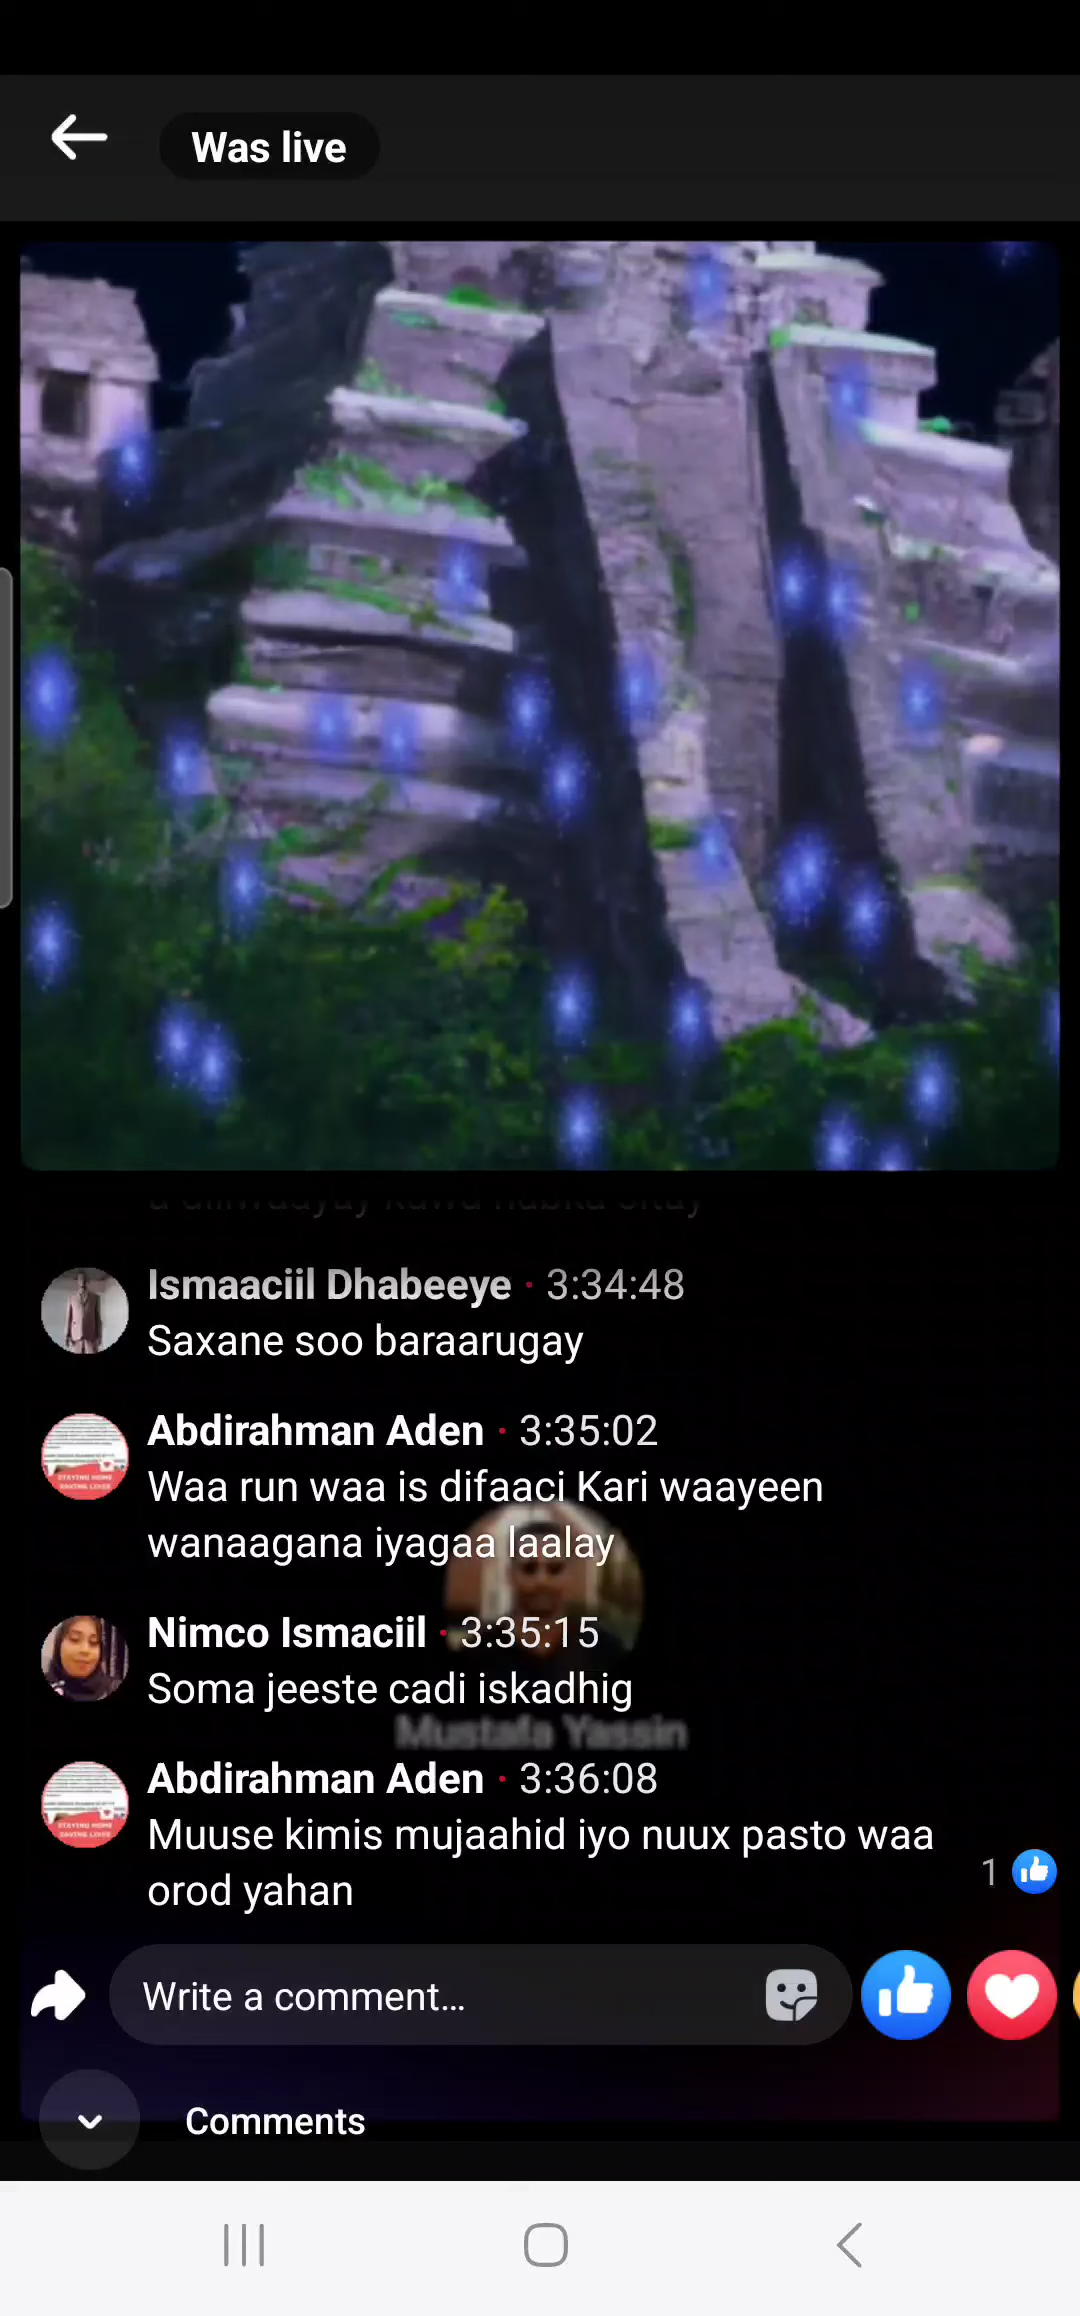 Was live
Ismaaciil Dhabeeye · 3:34:48
Saxane soo baraarugay
Abdirahman Aden · 3:35:02
Waa run waa is difaaci Kari waayeen
wanaagana iyagaa laalay
Nimco Ismaciil · 3:35:15
Soma jeeste cadi iskadhig
Mustafa Yassin
Abdirahman Aden · 3:36:08
Muuse kimis mujaahid iyo nuux pasto waa
orod yahan
1
Write a comment...
Comments